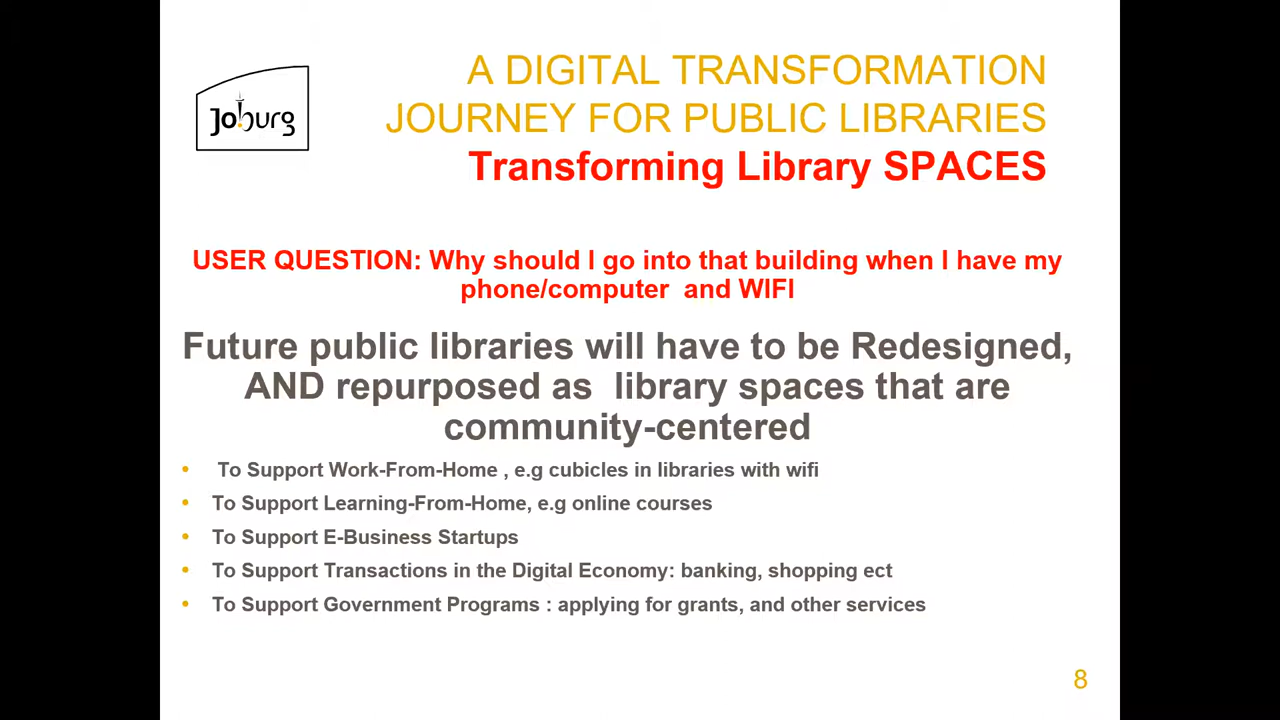 Joburg
A DIGITAL TRANSFORMATION
JOURNEY FOR PUBLIC LIBRARIES
Transforming Library SPACES
USER QUESTION: Why should I go into that building when I have my
phone/computer  and WIFI
Future public libraries will have to be Redesigned,
AND repurposed as  library spaces that are
community-centered
• To Support Work-From-Home , e.g cubicles in libraries with wifi
• To Support Learning-From-Home, e.g online courses
• To Support E-Business Startups
• To Support Transactions in the Digital Economy: banking, shopping ect
• To Support Government Programs : applying for grants, and other services
8